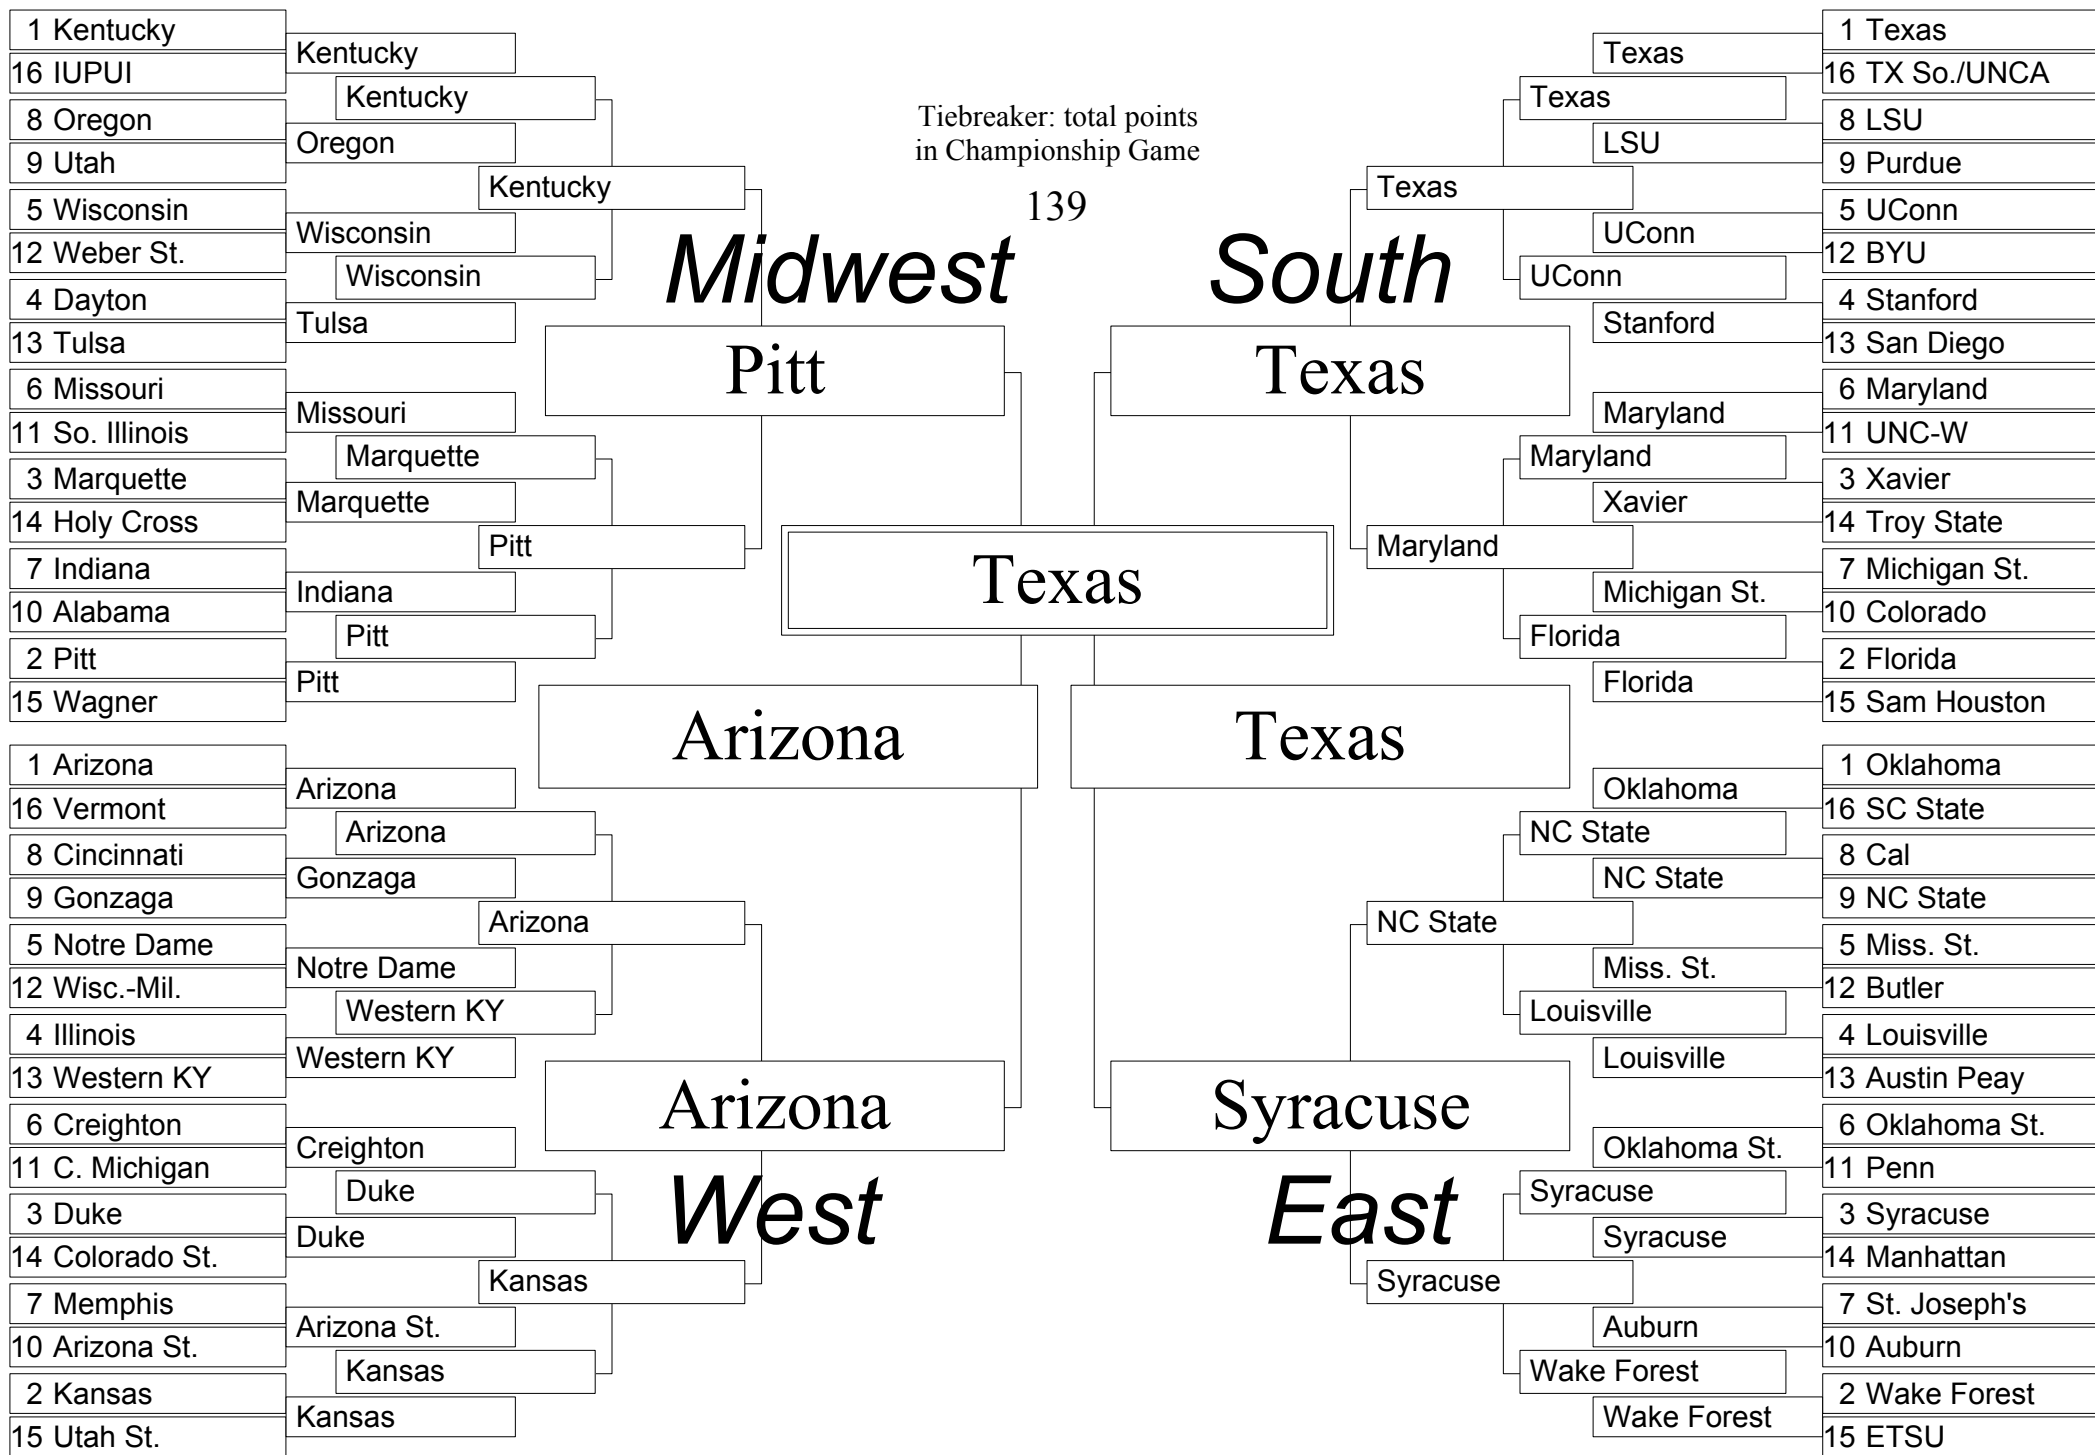 1 Kentucky
16 IUPUI
8 Oregon
9 Utah
5 Wisconsin
12 Weber St.
4 Dayton
13 Tulsa
6 Missouri
11 So. Illinois
3 Marquette
14 Holy Cross
7 Indiana
10 Alabama
2 Pitt
15 Wagner
Kentucky
Oregon
Wisconsin
Tulsa
Missouri
Marquette
Indiana
Pitt
Kentucky
Wisconsin
Marquette
Pitt
Kentucky
Pitt
Midwest
Pitt
1 Arizona
16 Vermont
8 Cincinnati
9 Gonzaga
5 Notre Dame
12 Wisc.-Mil.
4 Illinois
13 Western KY
6 Creighton
11 C. Michigan
3 Duke
14 Colorado St.
7 Memphis
10 Arizona St.
2 Kansas
15 Utah St.
Arizona
Gonzaga
Notre Dame
Western KY
Creighton
Duke
Arizona St.
Kansas
Arizona
Western KY
Duke
Kansas
Arizona
Kansas
Arizona
West
Tiebreaker: total points
in Championship Game
139
Texas
Arizona
Texas
South
Texas
Texas
Maryland
Texas
UConn
Maryland
Florida
Texas
LSU
UConn
Stanford
Maryland
Xavier
Michigan St.
Florida
1 Texas
16 TX So./UNCA
8 LSU
9 Purdue
5 UConn
12 BYU
4 Stanford
13 San Diego
6 Maryland
11 UNC-W
3 Xavier
14 Troy State
7 Michigan St.
10 Colorado
2 Florida
15 Sam Houston
Syracuse
East
NC State
Syracuse
NC State
Louisville
Syracuse
Wake Forest
Oklahoma
NC State
Miss. St.
Louisville
Oklahoma St.
Syracuse
Auburn
Wake Forest
1 Oklahoma
16 SC State
8 Cal
9 NC State
5 Miss. St.
12 Butler
4 Louisville
13 Austin Peay
6 Oklahoma St.
11 Penn
3 Syracuse
14 Manhattan
7 St. Joseph's
10 Auburn
2 Wake Forest
15 ETSU